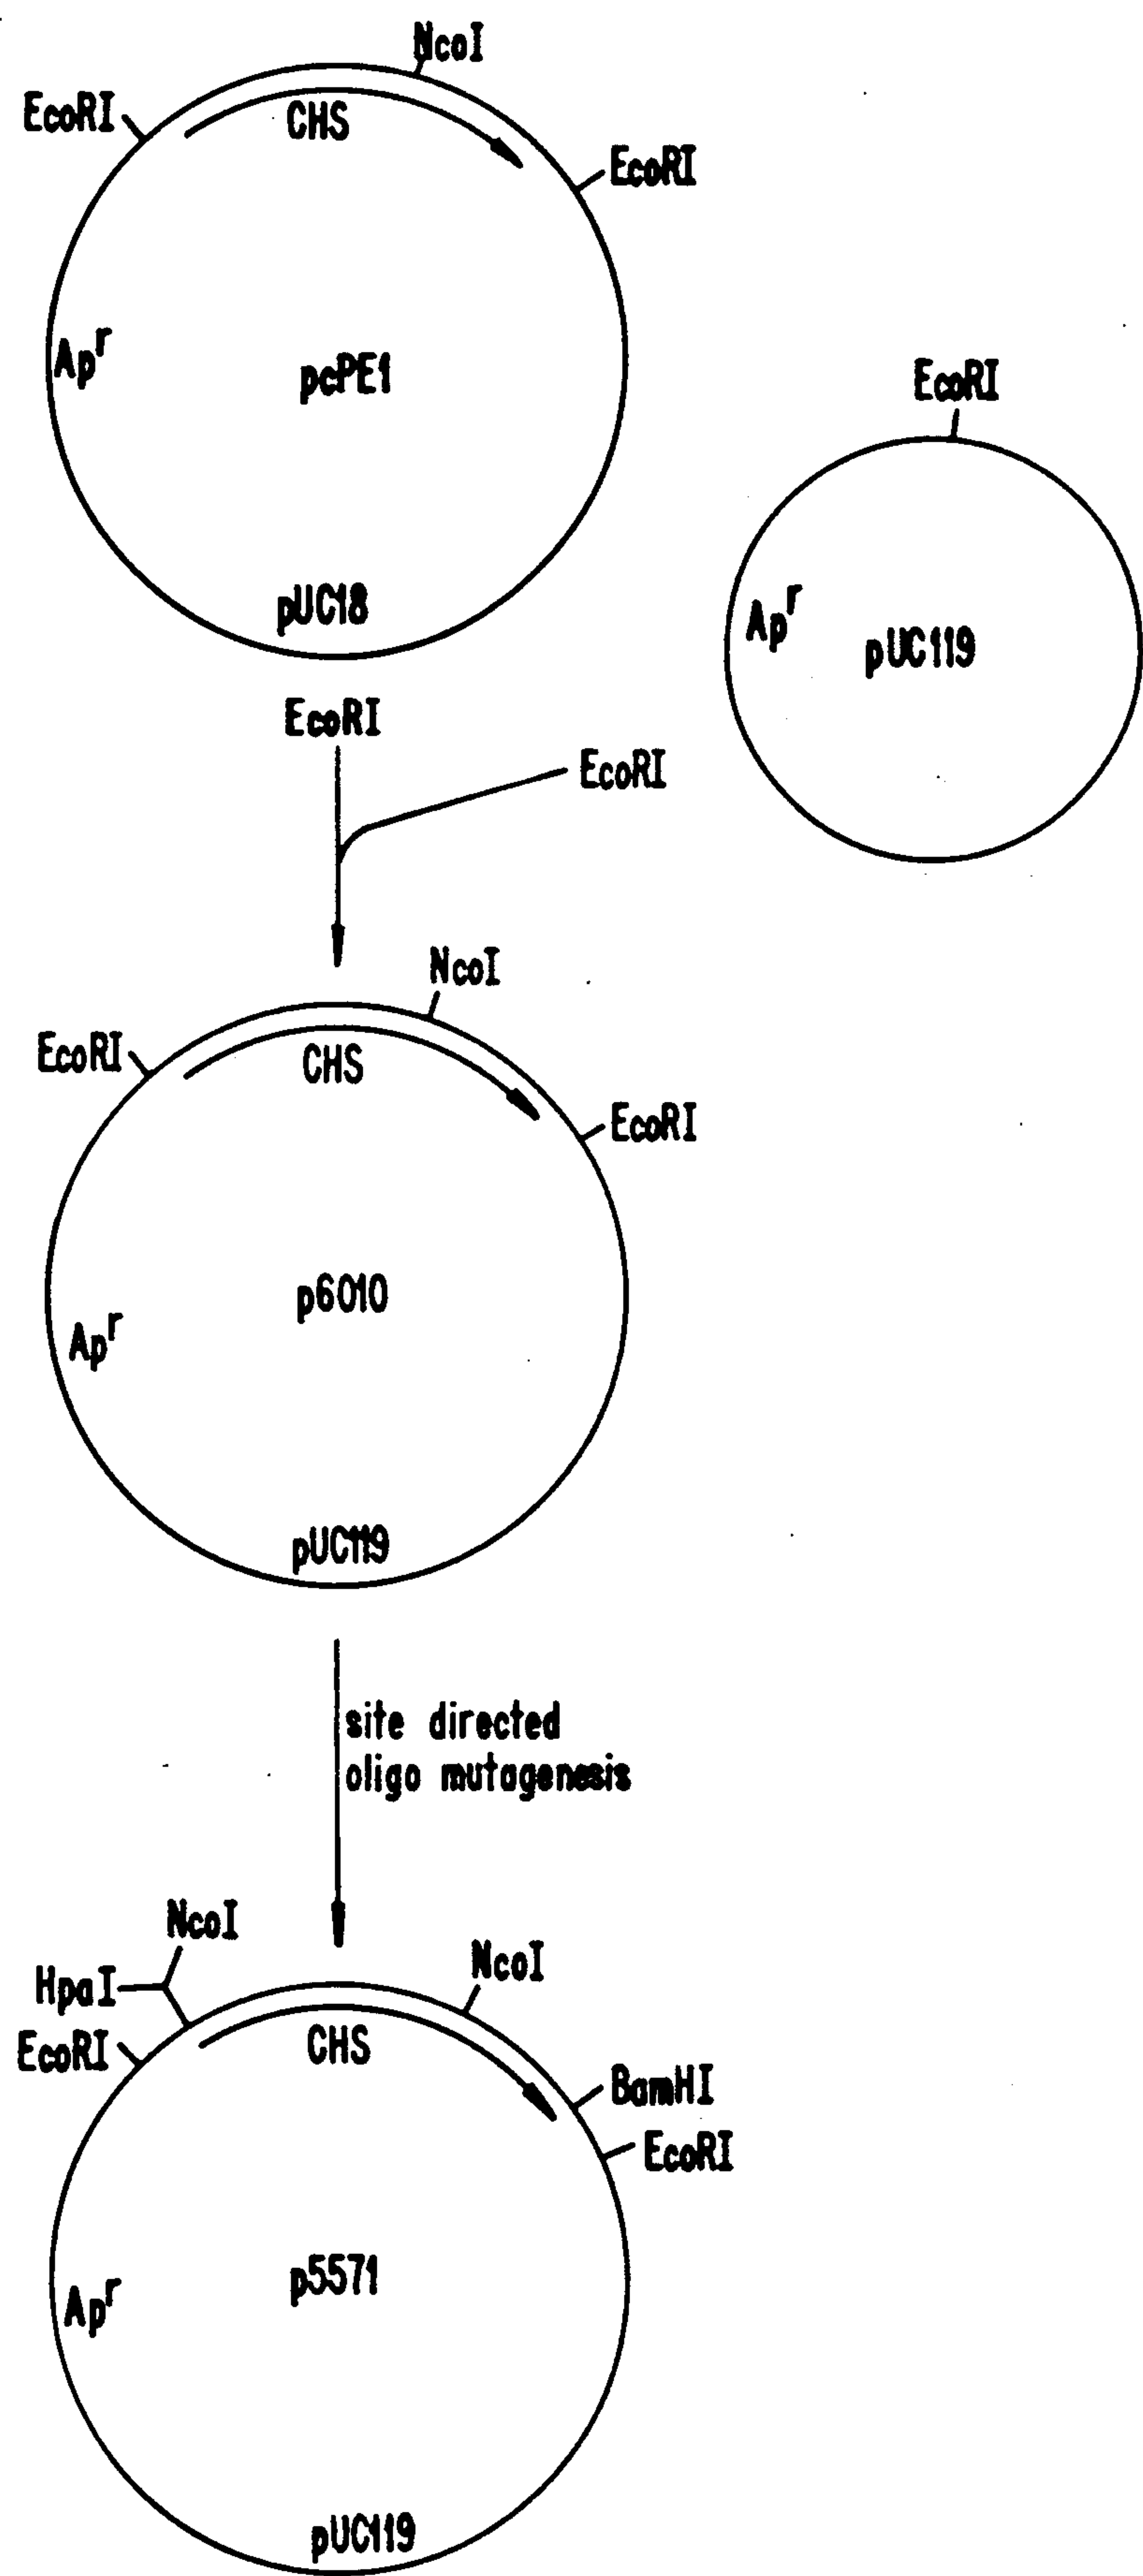 NcoI
EcoRI
CHS
EcoRI
Apr
pcPE1
pUC18
EcoRI
Apr
pUC119
EcoRI
EcoRI
NcoI
EcoRI
CHS
EcoRI
p6010
Apr
pUC119
site directed
oligo mutagenesis
NcoI
HpaI
NcoI
EcoRI
CHS
BamHI
EcoRI
p5571
Apr
pUC119